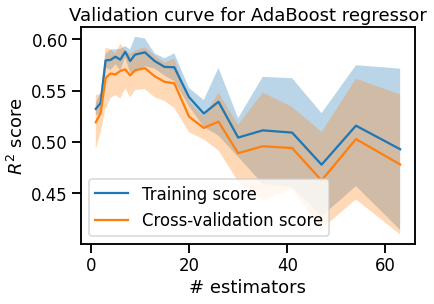 Validation curve for AdaBoost regressor
0.60
0.55
0.50
0.45
R² score
Training score
Cross-validation score
0 20 40 60
# estimators